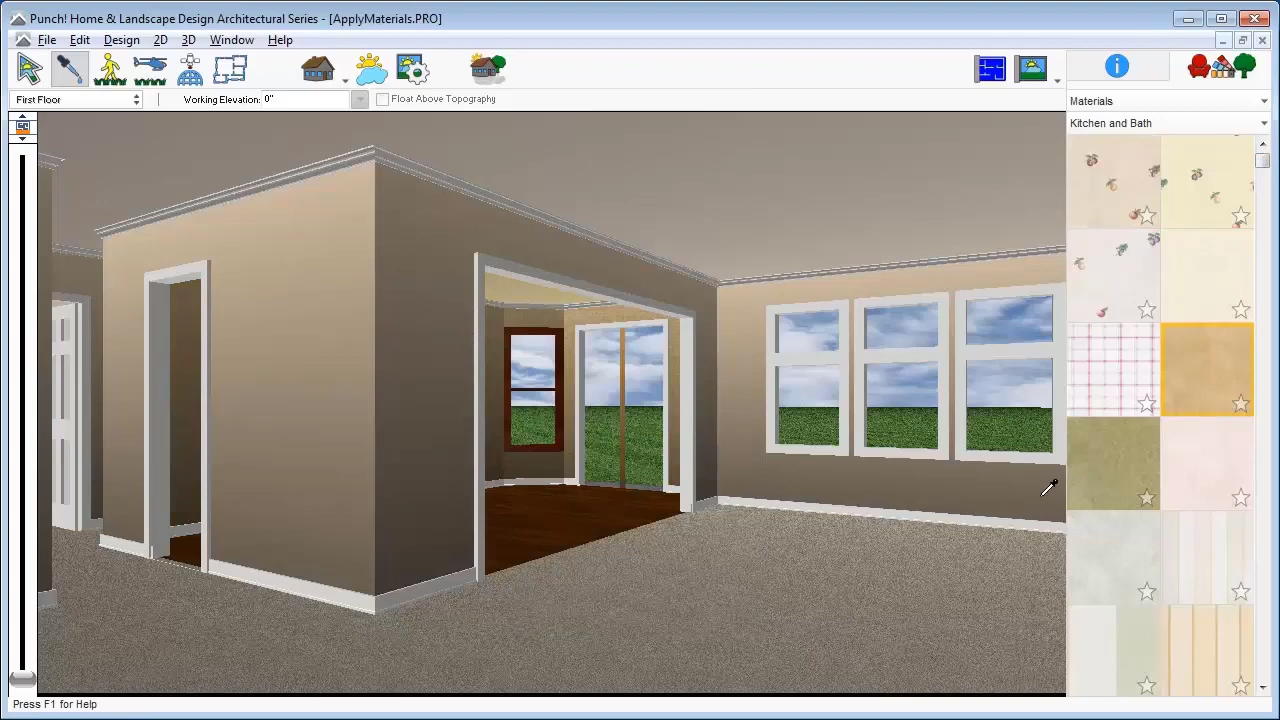 Punch! Home & Landscape Design Architectural Series - [ApplyMaterials.PRO]
File Edit Design 2D 3D Window Help
First Floor Working Elevation: 0" Float Above Topography
Materials
Kitchen and Bath
Press F1 for Help